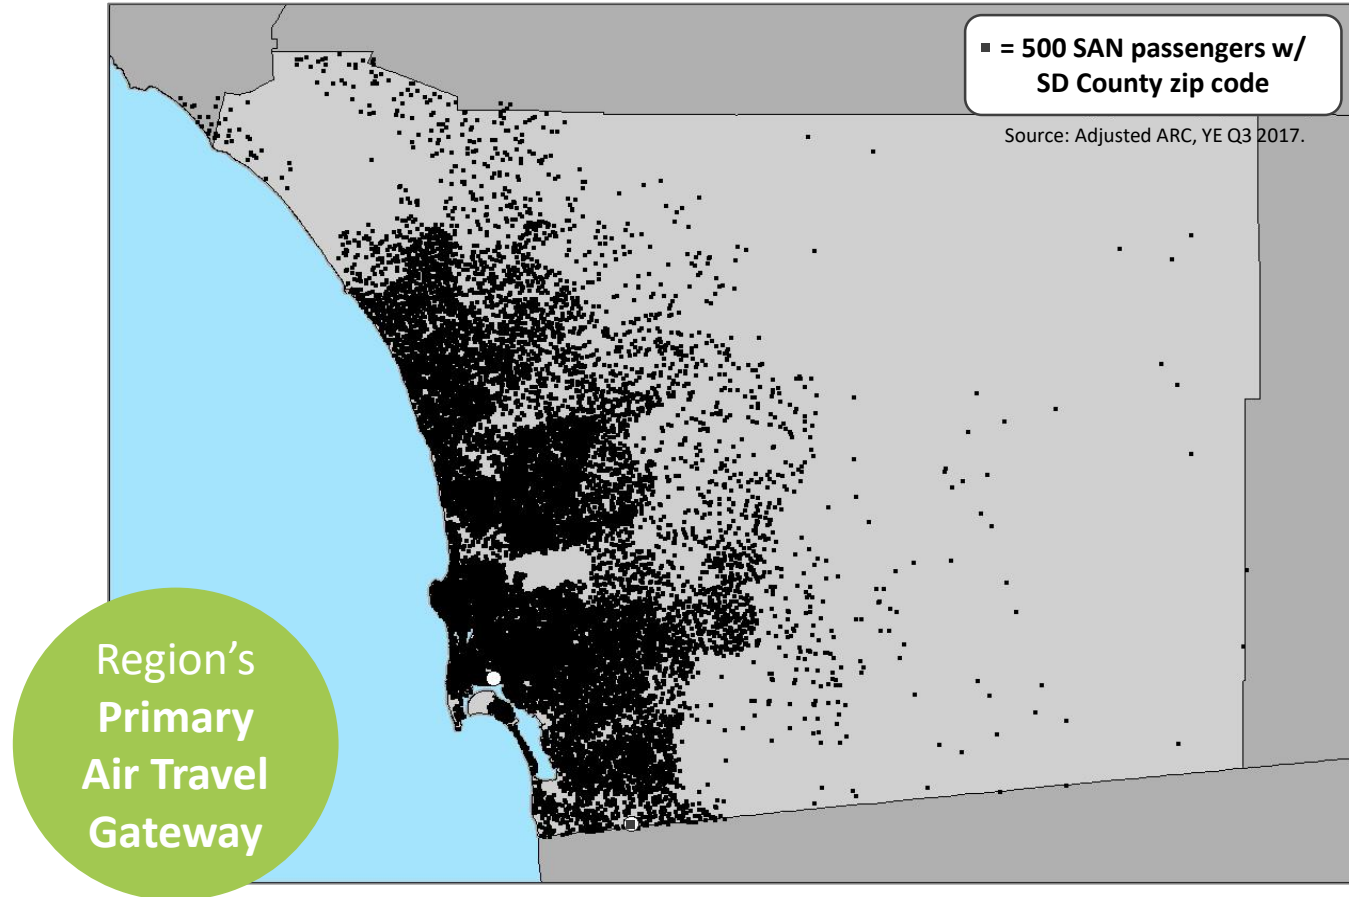 ▪ = 500 SAN passengers w/
SD County zip code
Source: Adjusted ARC, YE Q3 2017.
Region’s
Primary
Air Travel
Gateway